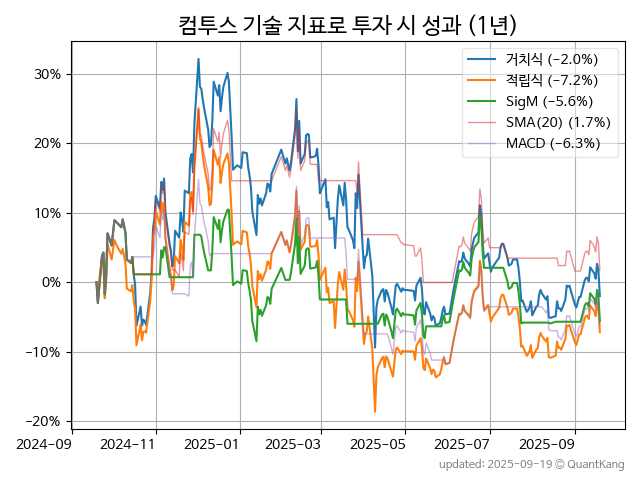 컴투스 기술 지표로 투자 시 성과 (1년)
거치식 (−2.0%)
적립식 (−7.2%)
SigM (−5.6%)
SMA(20) (1.7%)
MACD (−6.3%)
30%
20%
10%
0%
−10%
−20%
2024-09 2024-11 2025-01 2025-03 2025-05 2025-07 2025-09
updated: 2025-09-19 © QuantKang